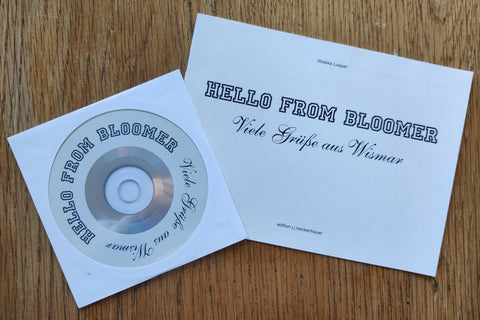 HELLO FROM BLOOMER
Viele Grüße aus Wismar
Wiebke Loeper
HELLO FROM BLOOMER
Viele Grüße aus Wismar
edition j.j.heckenhauer